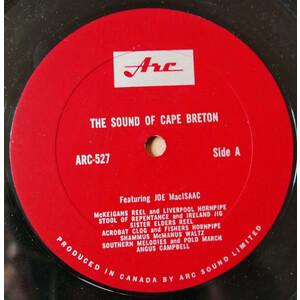 Arc
THE SOUND OF CAPE BRETON
ARC-527
Side A
Featuring JOE MacISAAC
McKEIGANS REEL and LIVERPOOL HORNPIPE
STOOL OF REPENTANCE and IRELAND JIG
SISTER ELDERS REEL
ACROBAT CLOG and FISHERS HORNPIPE
SHAMMUS McMANUS WALTZ
SOUTHERN MELODIES and POLD MARCH
ANGUS CAMPBELL
PRODUCED IN CANADA BY ARC SOUND LIMITED